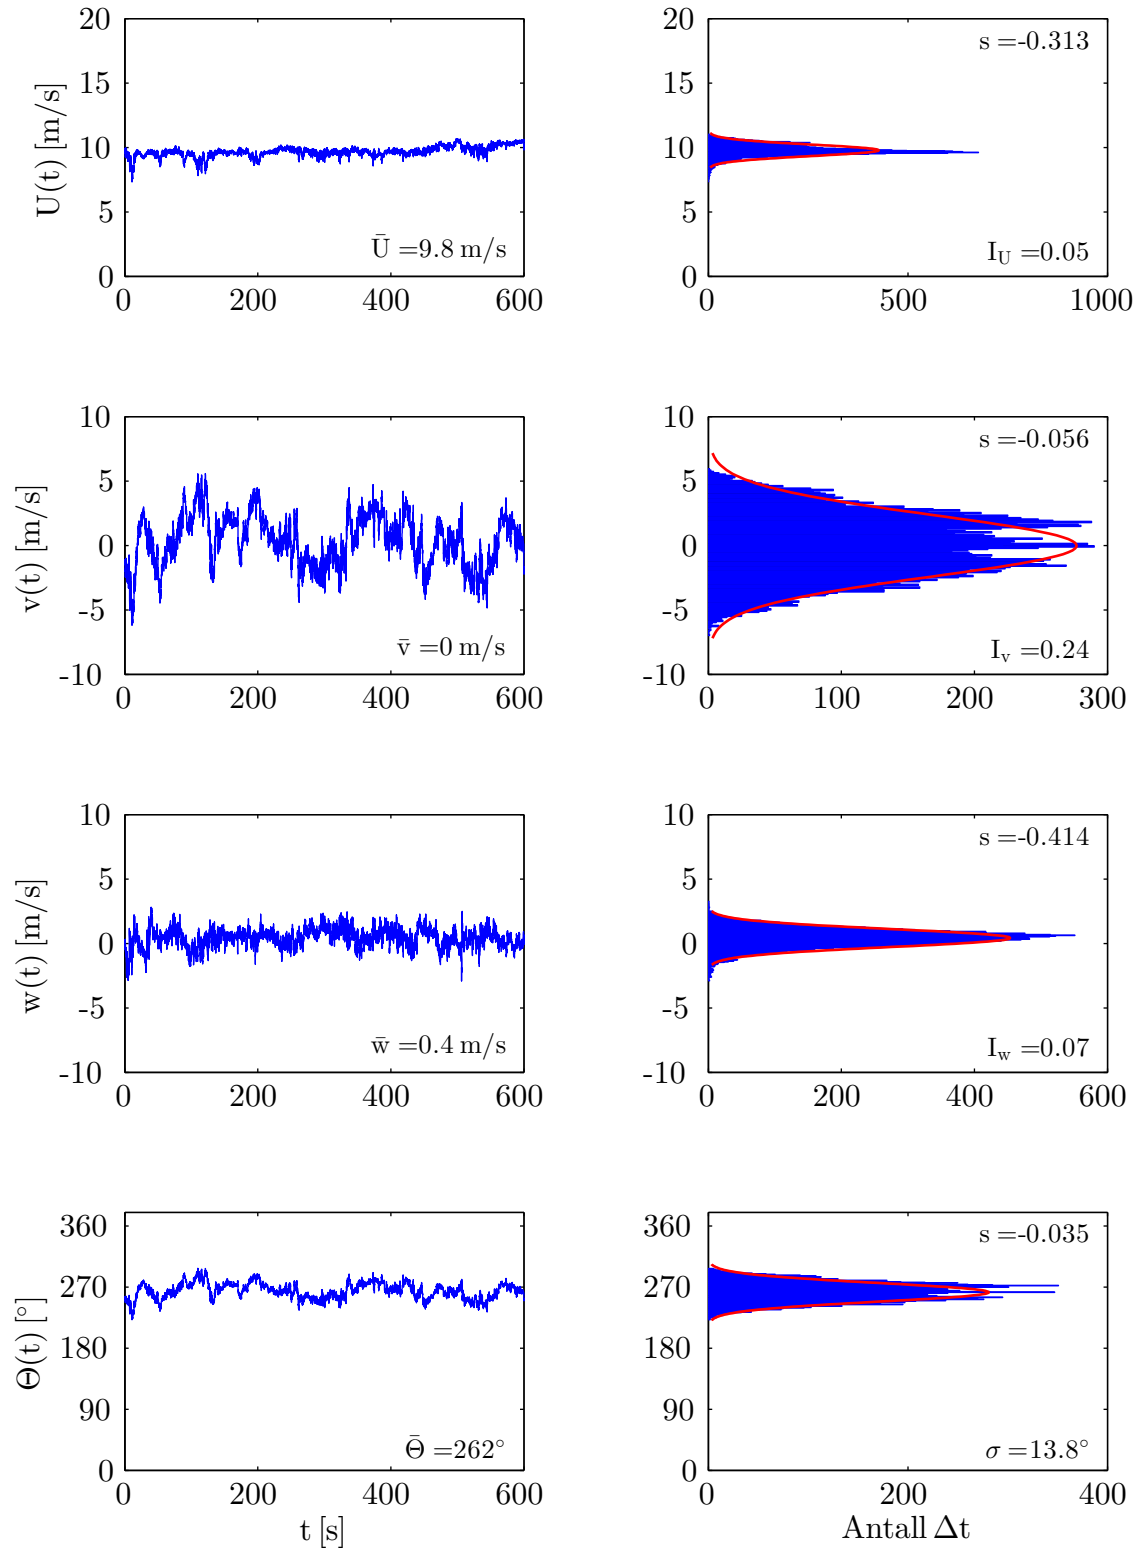 20
15
10
5
0
U(t) [m/s]
Ū =9.8 m/s
0 200 400 600
s =-0.313
20
15
10
5
0
I_U =0.05
0 500 1000
10
5
0
-5
-10
v(t) [m/s]
v̄ =0 m/s
0 200 400 600
s =-0.056
10
5
0
-5
-10
I_v =0.24
0 100 200 300
10
5
0
-5
-10
w(t) [m/s]
w̄ =0.4 m/s
0 200 400 600
s =-0.414
10
5
0
-5
-10
I_w =0.07
0 200 400 600
360
270
180
90
0
Θ(t) [°]
Θ̄ =262°
0 200 400 600
t [s]
s =-0.035
360
270
180
90
0
σ =13.8°
0 200 400
Antall Δt